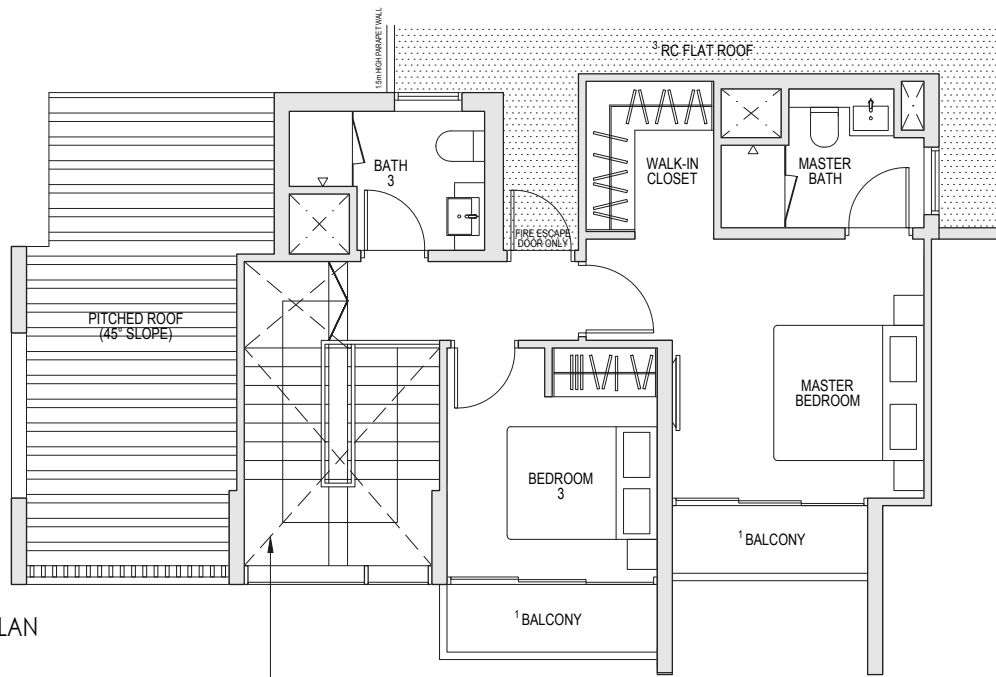 1.5m HIGH PARAPET WALL
3 RC FLAT ROOF
BATH
3
WALK-IN
CLOSET
MASTER
BATH
FIRE ESCAPE
DOOR ONLY
PITCHED ROOF
(45° SLOPE)
MASTER
BEDROOM
BEDROOM
3
1 BALCONY
1 BALCONY
LAN